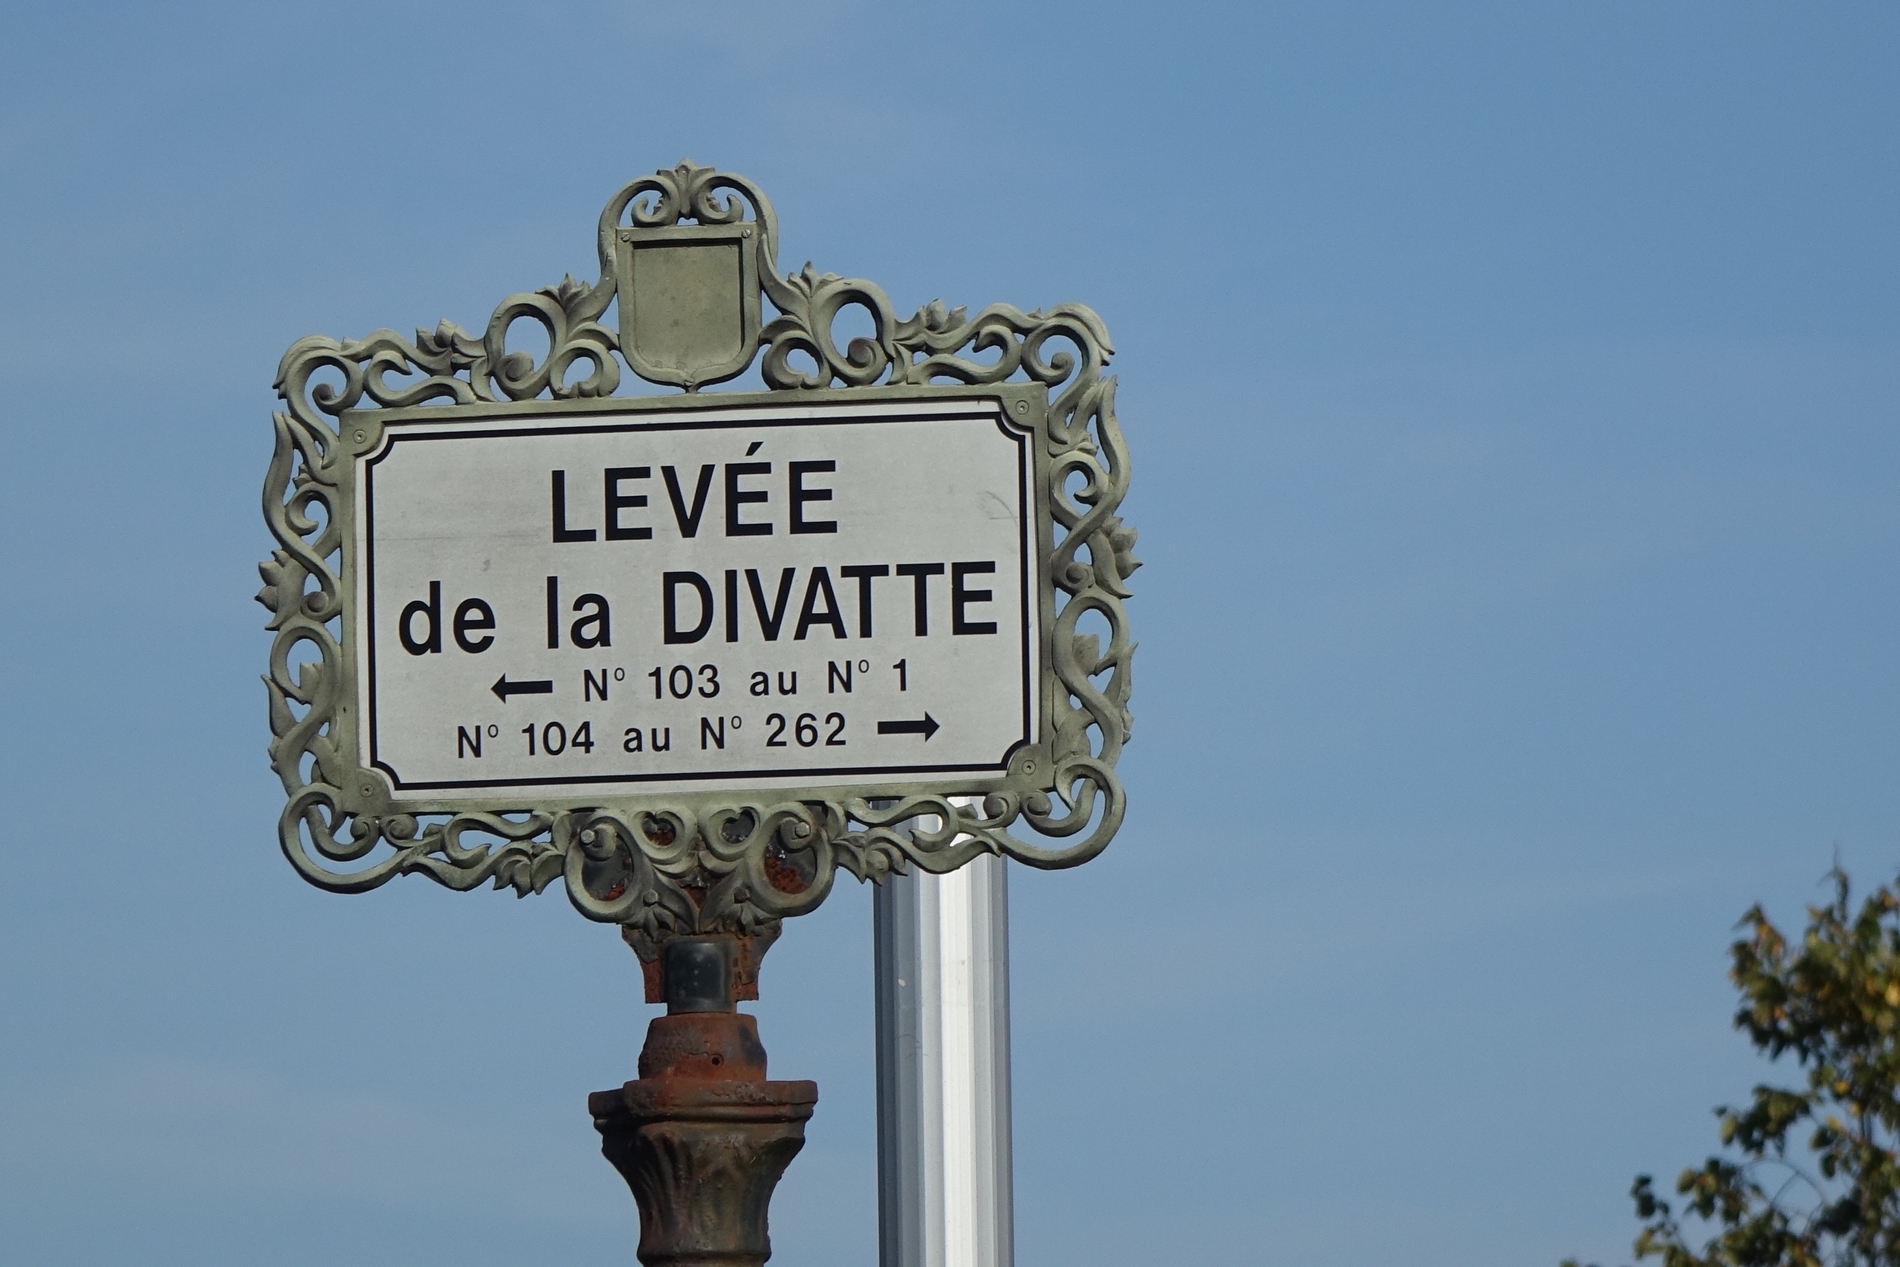 LEVÉE
de la DIVATTE
← N° 103 au N° 1
N° 104 au N° 262 →